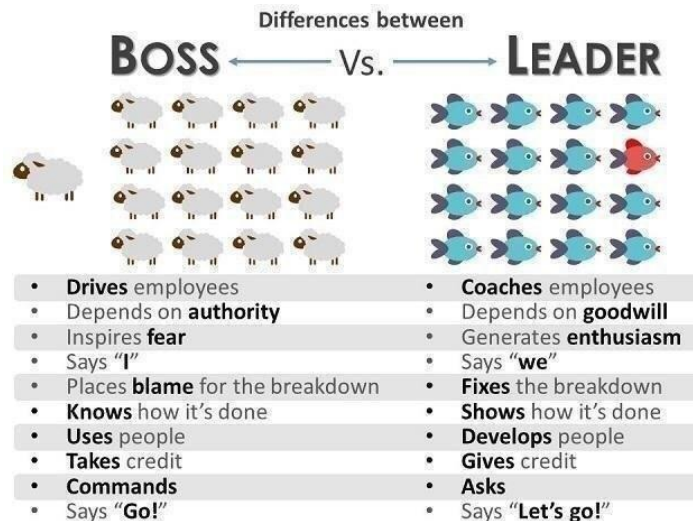 Differences between
BOSS Vs. LEADER
• Drives employees
• Depends on authority
• Inspires fear
• Says “I”
• Places blame for the breakdown
• Knows how it’s done
• Uses people
• Takes credit
• Commands
• Says “Go!”
• Coaches employees
• Depends on goodwill
• Generates enthusiasm
• Says “we”
• Fixes the breakdown
• Shows how it’s done
• Develops people
• Gives credit
• Asks
• Says “Let’s go!”